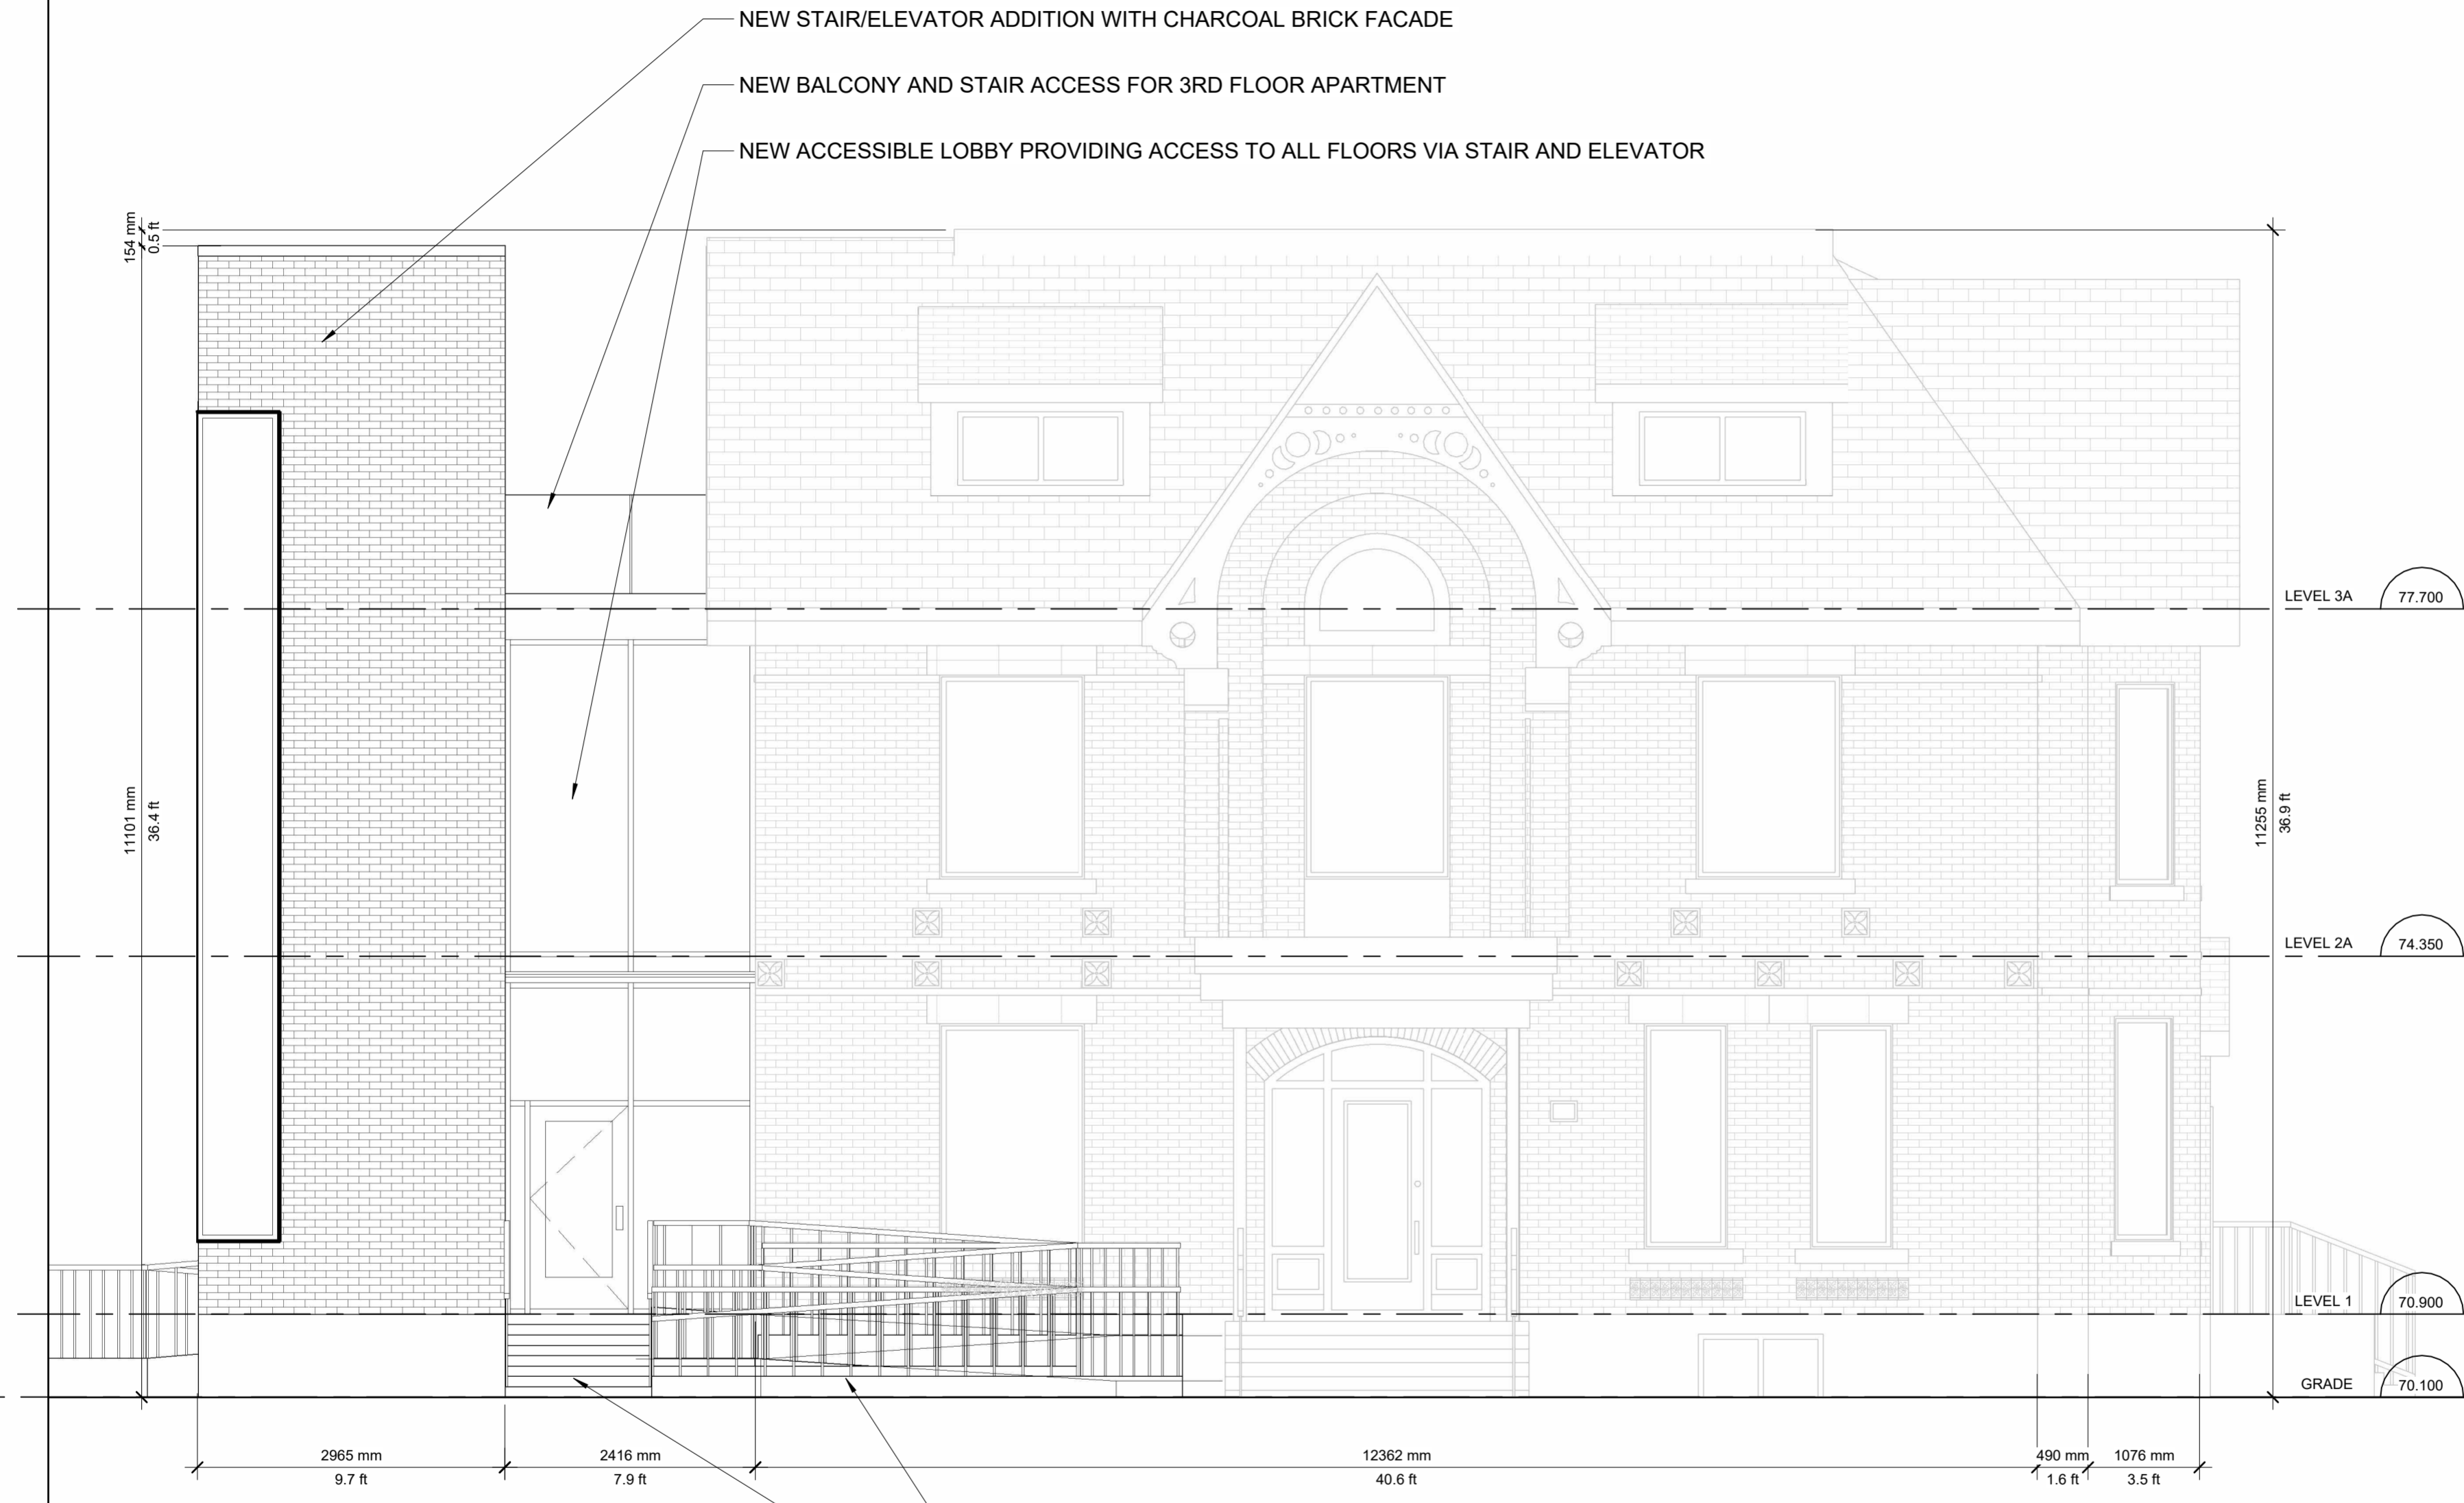 NEW STAIR/ELEVATOR ADDITION WITH CHARCOAL BRICK FACADE
NEW BALCONY AND STAIR ACCESS FOR 3RD FLOOR APARTMENT
NEW ACCESSIBLE LOBBY PROVIDING ACCESS TO ALL FLOORS VIA STAIR AND ELEVATOR
154 mm
0.5 ft
LEVEL 3A
77.700
11101 mm
36.4 ft
11255 mm
36.9 ft
LEVEL 2A
74.350
LEVEL 1
70.900
GRADE
70.100
2965 mm
9.7 ft
2416 mm
7.9 ft
12362 mm
40.6 ft
490 mm
1.6 ft
1076 mm
3.5 ft